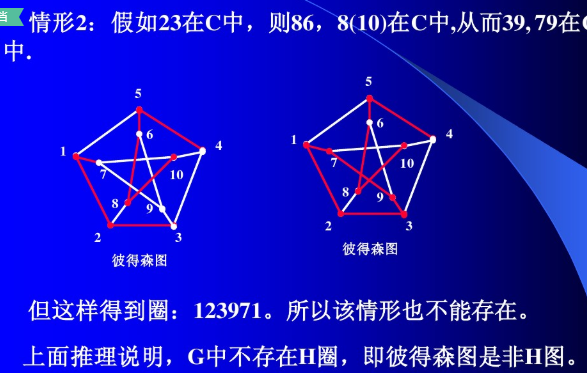 档
情形2：假如23在C中，则86，8(10)在C中,从而39,79在C
中.
5
6
1
4
7
10
8
9
2
3
彼得森图
5
6
4
1
10
7
8
9
2
3
彼得森图
但这样得到圈：123971。所以该情形也不能存在。
上面推理说明，G中不存在H圈，即彼得森图是非H图。